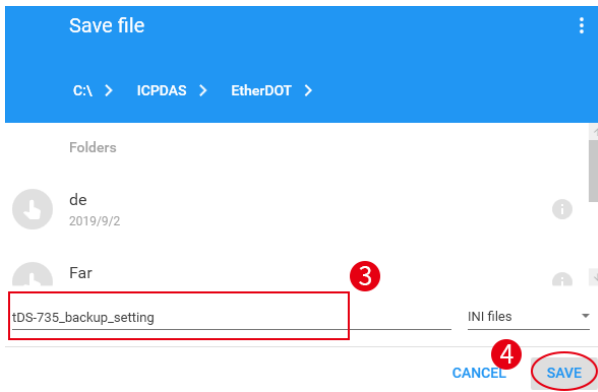 Save file
C:\ > ICPDAS > EtherDOT >
Folders
de
2019/9/2
Far
3
tDS-735_backup_setting
INI files
4
CANCEL
SAVE